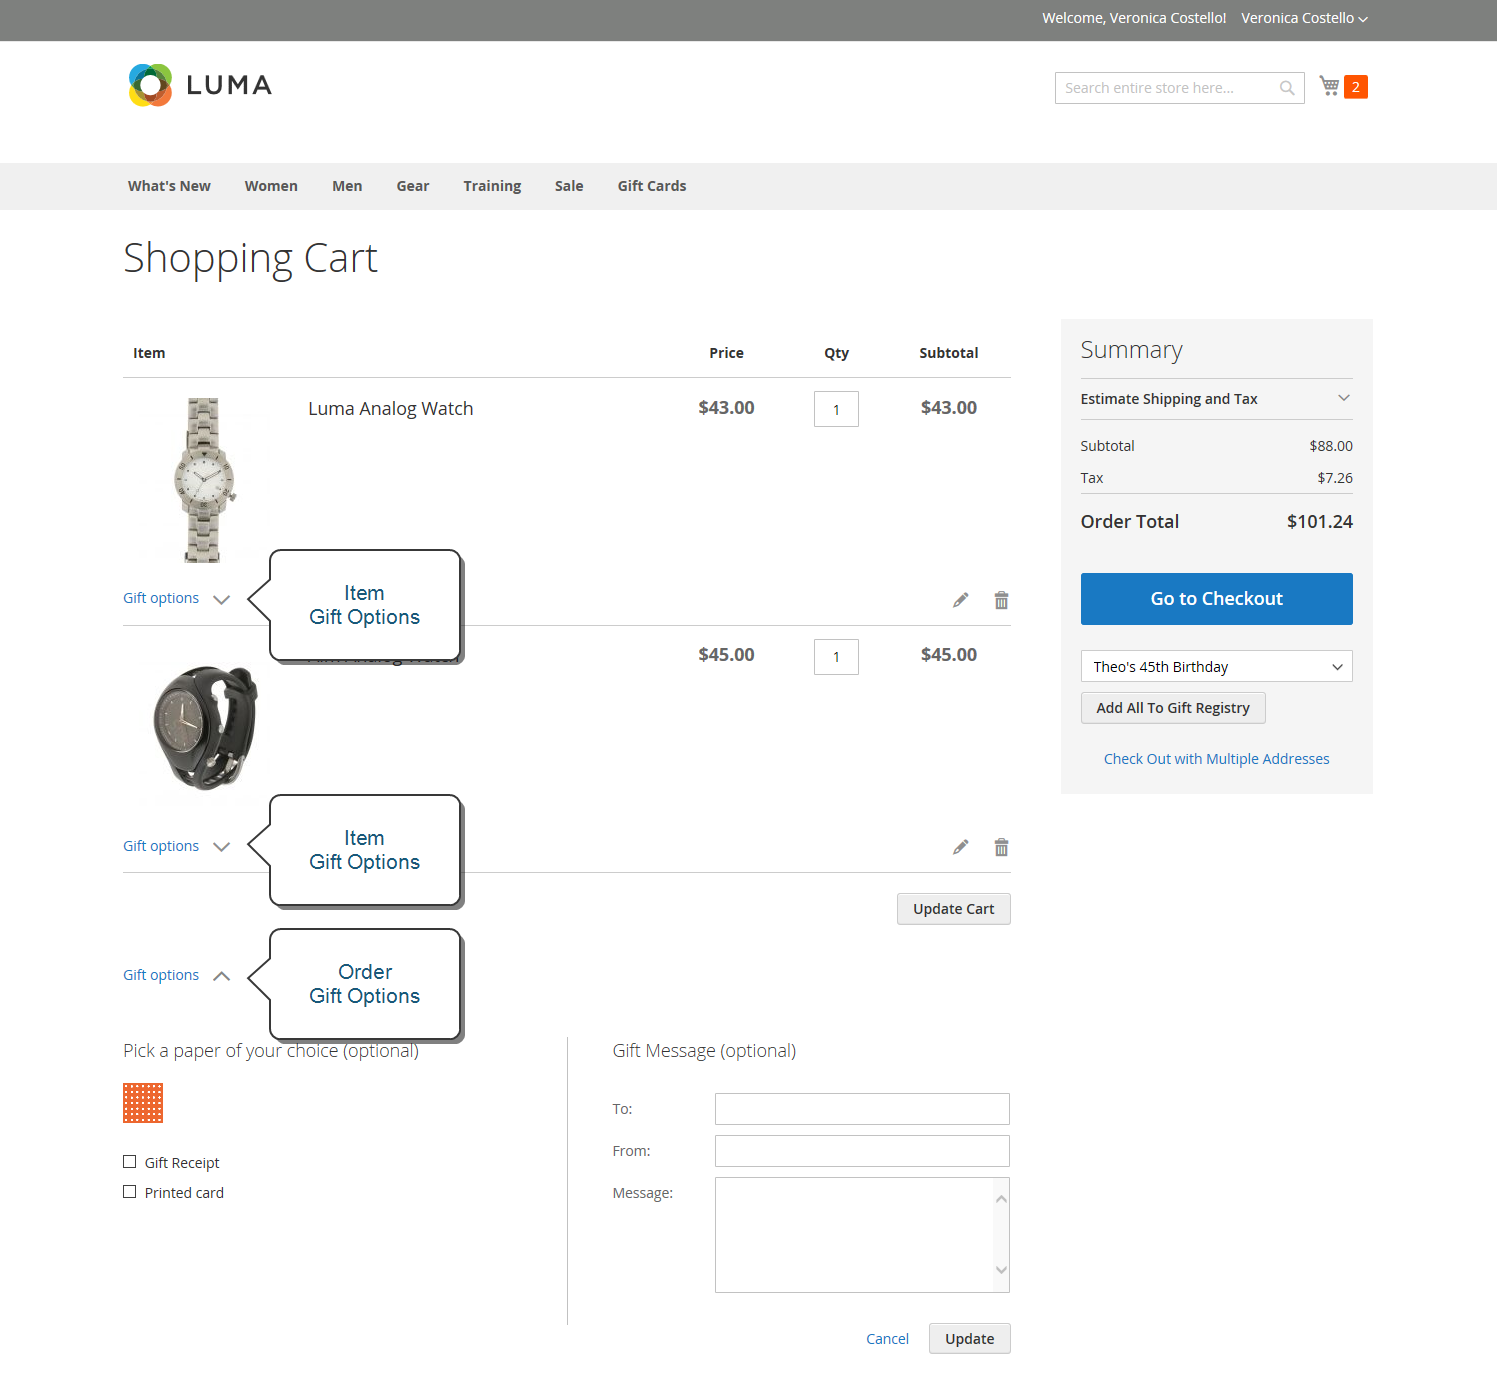 Welcome, Veronica Costello! Veronica Costello
LUMA
Search entire store here...
2
What's New Women Men Gear Training Sale Gift Cards
Shopping Cart
Item Price Qty Subtotal
Luma Analog Watch $43.00 1 $43.00
Gift options
Item
Gift Options
$45.00 1 $45.00
Gift options
Item
Gift Options
Update Cart
Gift options
Order
Gift Options
Pick a paper of your choice (optional)
Gift Receipt
Printed card
Gift Message (optional)
To:
From:
Message:
Cancel Update
Summary
Estimate Shipping and Tax
Subtotal $88.00
Tax $7.26
Order Total $101.24
Go to Checkout
Theo's 45th Birthday
Add All To Gift Registry
Check Out with Multiple Addresses